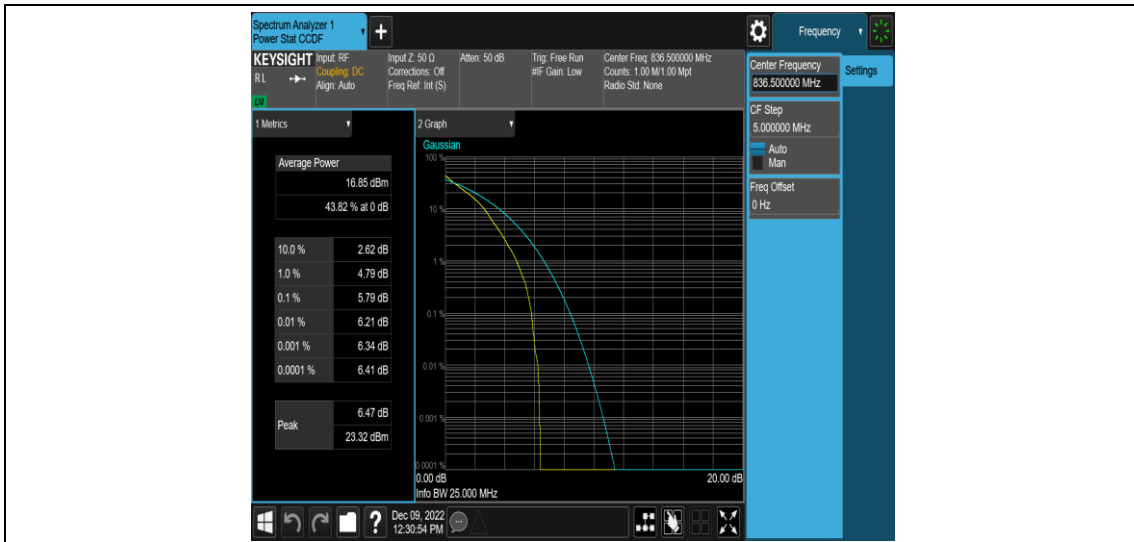 Spectrum Analyzer 1
Power Stat CCDF
+
Frequency
KEYSIGHT
RL
LXI
Input: RF
Coupling: DC
Align: Auto
Input Z: 50 Ω
Corrections: Off
Freq Ref: Int (S)
Atten: 50 dB
Trig: Free Run
#IF Gain: Low
Center Freq: 836.500000 MHz
Counts: 1.00 M/1.00 Mpt
Radio Std: None
Center Frequency
836.500000 MHz
Settings
CF Step
5.000000 MHz
Auto
Man
Freq Offset
0 Hz
1 Metrics
Average Power
16.85 dBm
43.82 % at 0 dB
10.0 % 2.62 dB
1.0 % 4.79 dB
0.1 % 5.79 dB
0.01 % 6.21 dB
0.001 % 6.34 dB
0.0001 % 6.41 dB
Peak
6.47 dB
23.32 dBm
2 Graph
Gaussian
100 %
10 %
1 %
0.1 %
0.01 %
0.001 %
0.0001 %
0.00 dB 20.00 dB
Info BW 25.000 MHz
?
Dec 09, 2022
12:30:54 PM